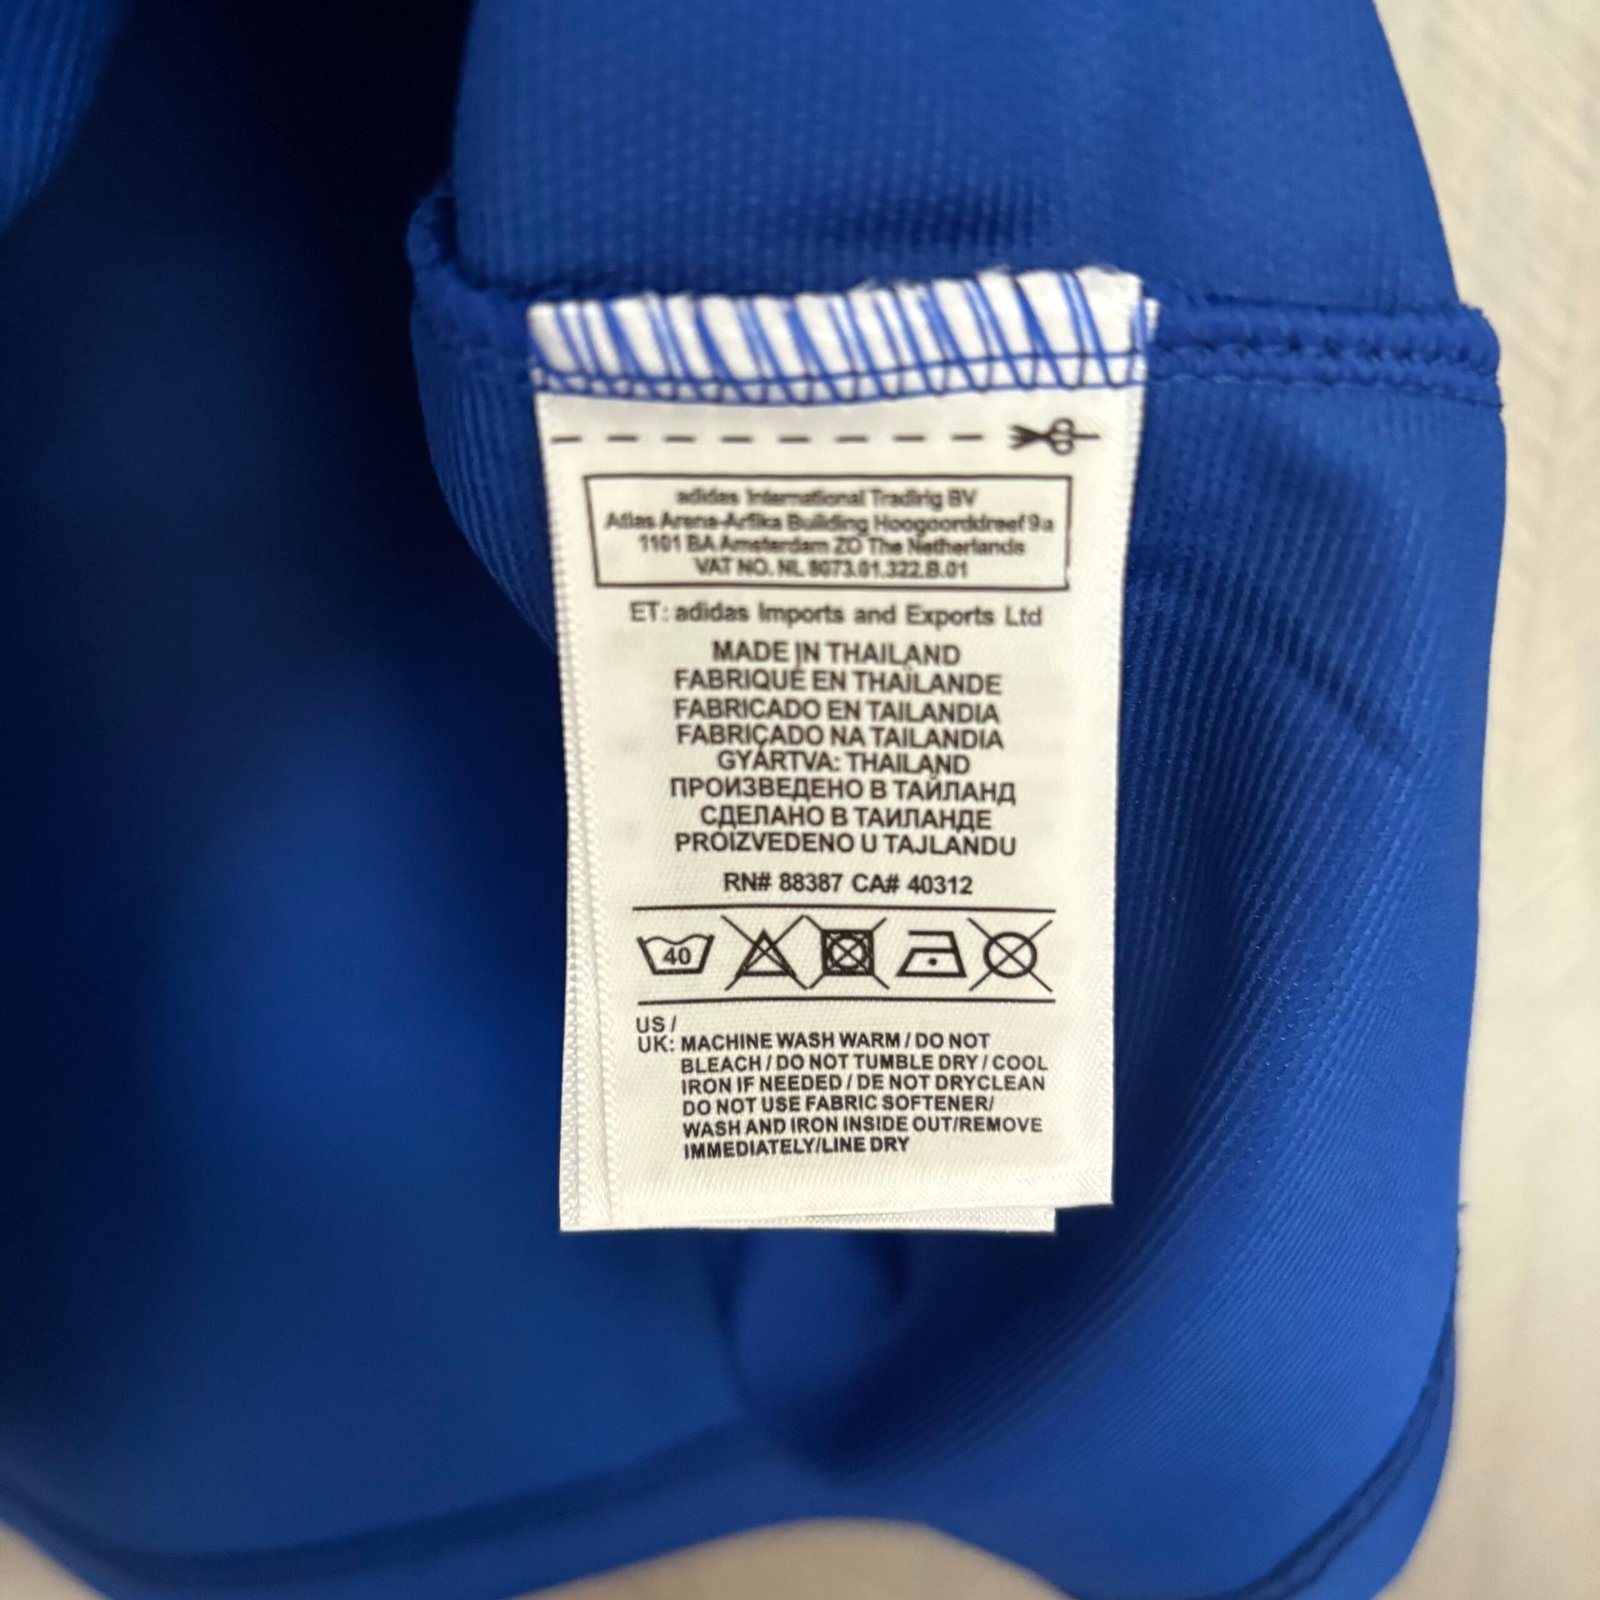 adidas International Tradirig BV
Atlas Arena-Arfika Building Hoogoorddreef 9a
1101 BA Amsterdam ZO The Netherlands
VAT NO. NL 8073.01.322.B.01
ET: adidas Imports and Exports Ltd
MADE IN THAILAND
FABRIQUÉ EN THAÏLANDE
FABRICADO EN TAILANDIA
FABRIÇADO NA TAILANDIA
GYÁRTVA: THAILAND
ПРОИЗВЕДЕНО В ТАЙЛАНД
СДЕЛАНО В ТАИЛАНДЕ
PROIZVEDENO U TAJLANDU
RN# 88387 CA# 40312
40
US /
UK: MACHINE WASH WARM / DO NOT
BLEACH / DO NOT TUMBLE DRY / COOL
IRON IF NEEDED / DE NOT DRYCLEAN
DO NOT USE FABRIC SOFTENER/
WASH AND IRON INSIDE OUT/REMOVE
IMMEDIATELY/LINE DRY